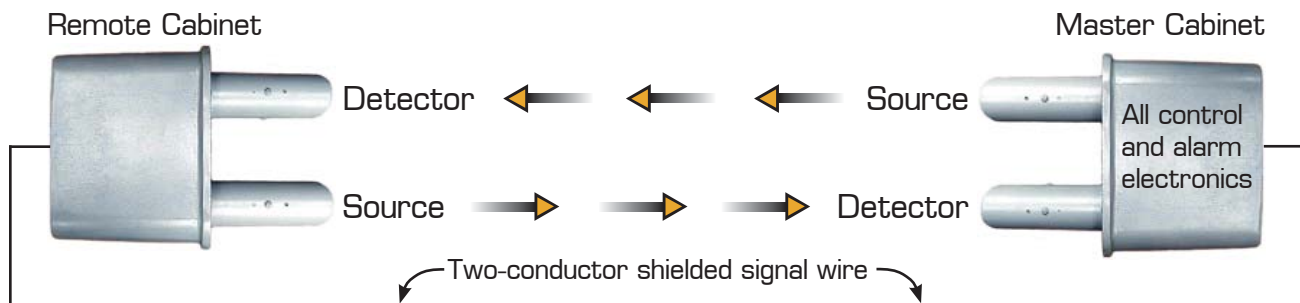 Remote Cabinet
Master Cabinet
Detector
Source
All control
and alarm
electronics
Source
Detector
Two-conductor shielded signal wire